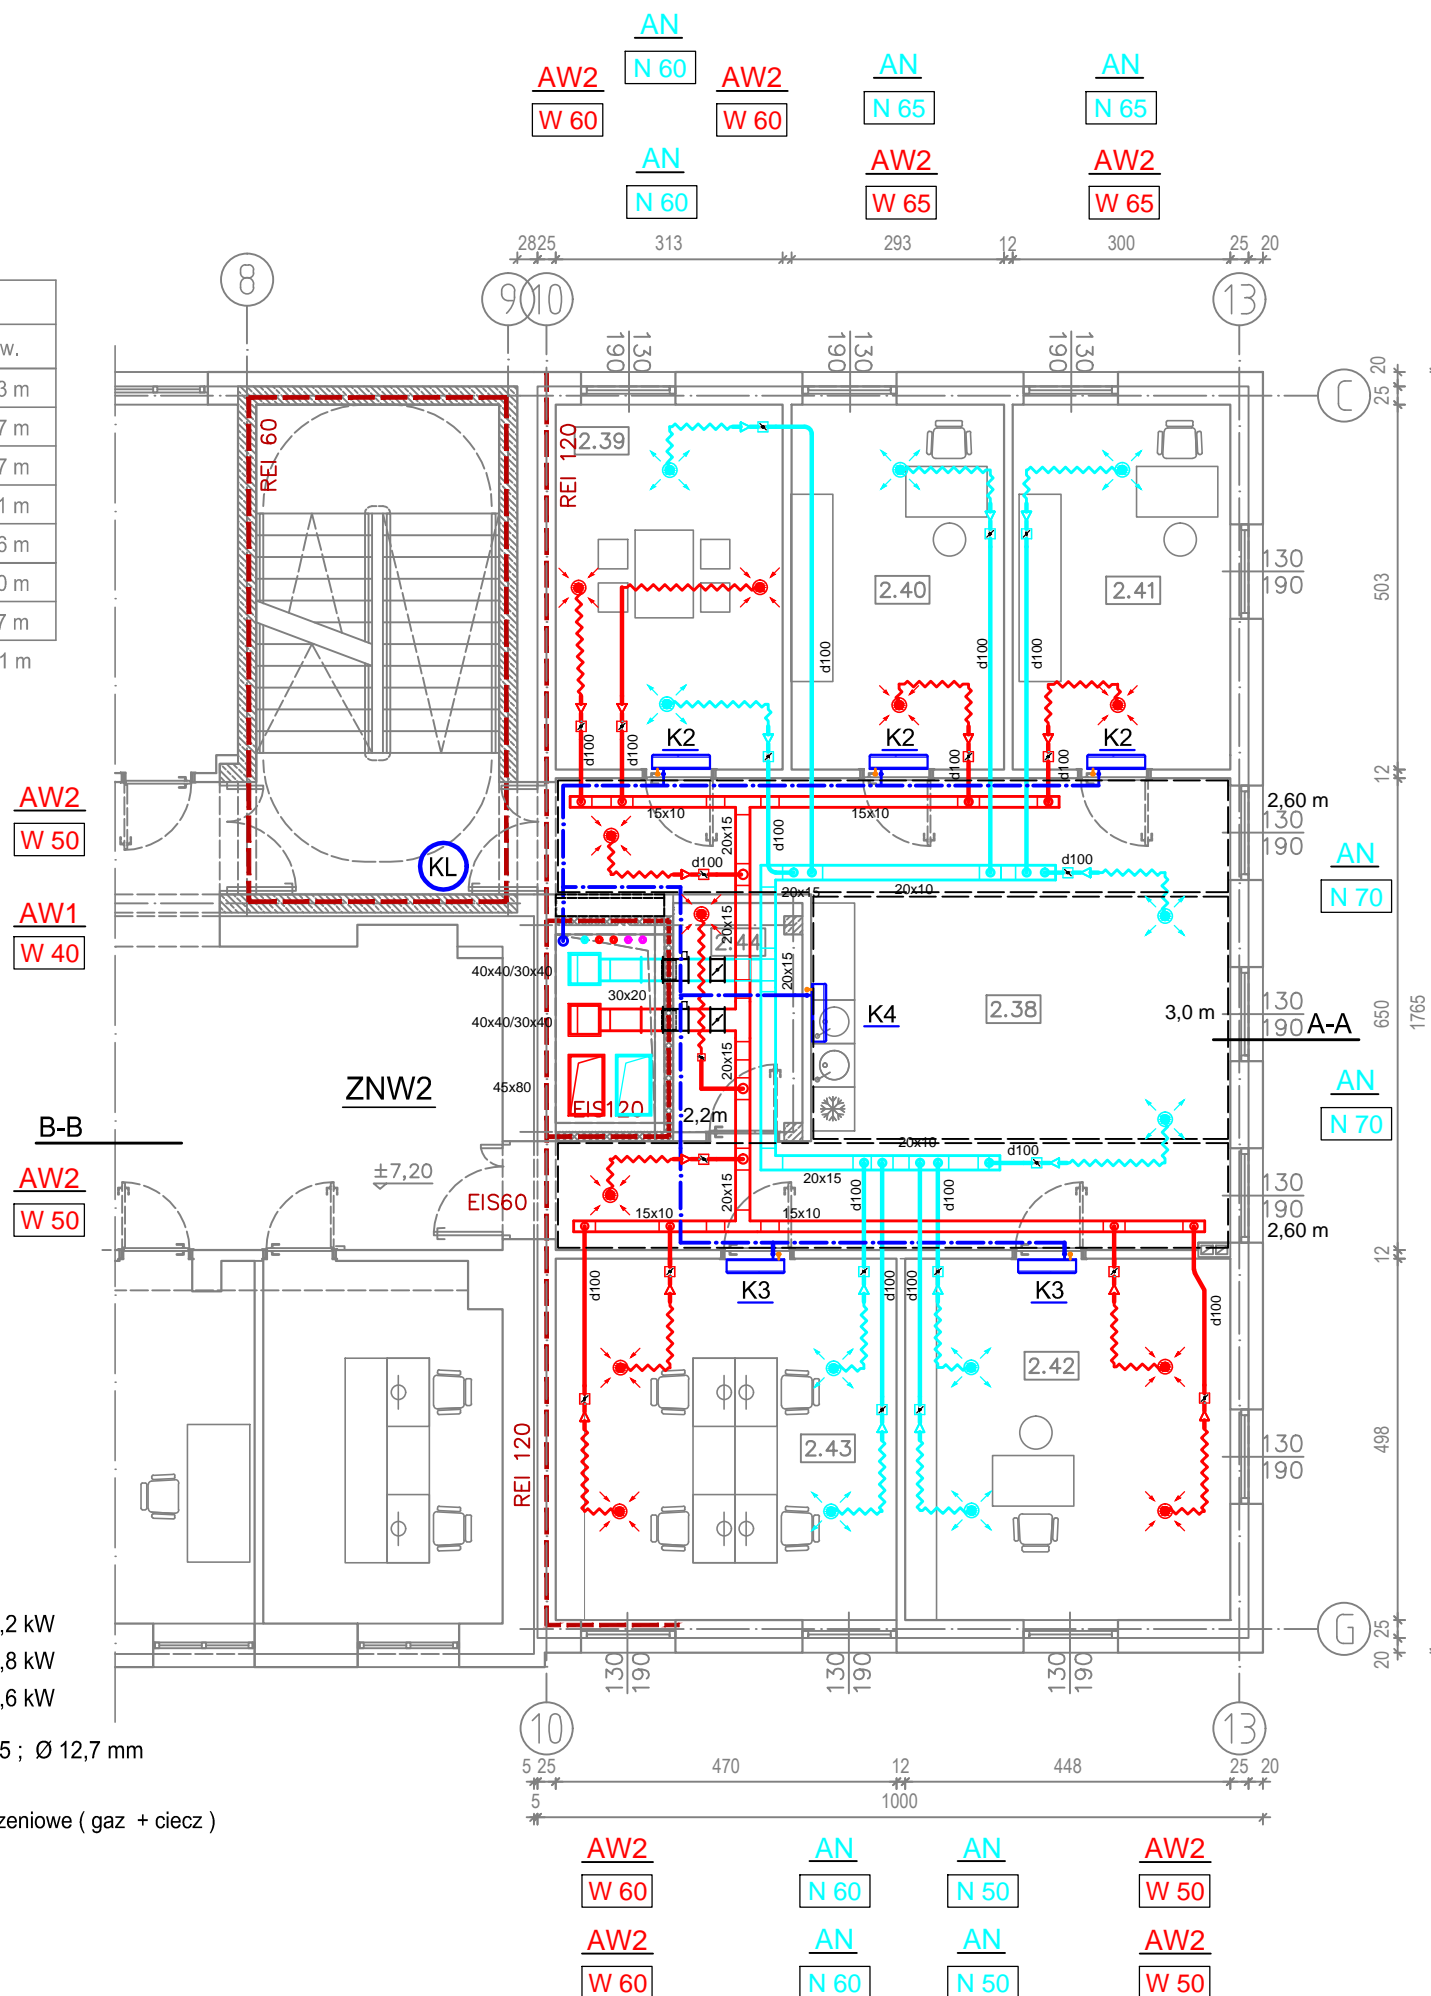 AN
N 60
AW2
W 60
AW2
W 60
AN
N 65
AN
N 65
AN
N 60
AW2
W 65
AW2
W 65
28 25 313 293 12 300 25 20
8
9
10
13
w.
3 m
7 m
7 m
1 m
6 m
0 m
7 m
1 m
130
190
130
190
130
190
20
25
C
REI 60
REI 120
2.39
2.40
2.41
130
190
503
d100
d100
d100
d100
d100
d100
d100
K2
K2
K2
12
AW2
W 50
2,60 m
130
190
15x10
15x10
20x15
d100
d100
d100
AN
N 70
KL
20x15
20x10
AW1
W 40
20x15
2.44
20x15
40x40/30x40
30x20
40x40/30x40
2.38
K4
3,0 m
130
190
A-A
650
1765
20x15
45x80
ZNW2
EIS120
2,2m
AN
N 70
B-B
20x10
d100
AW2
W 50
±7,20
EIS60
20x15
20x15
d100
d100
130
190
15x10
15x10
2,60 m
12
d100
K3
d100
d100
K3
d100
2.42
2.43
130
190
498
REI 120
,2 kW
,8 kW
,6 kW
G
25
20
130
190
130
190
130
190
10
13
5 ; Ø 12,7 mm
5 25 470 12 448 25 20
5 1000
zeniowe ( gaz + ciecz )
AW2
W 60
AN
N 60
AN
N 50
AW2
W 50
AW2
W 60
AN
N 60
AN
N 50
AW2
W 50